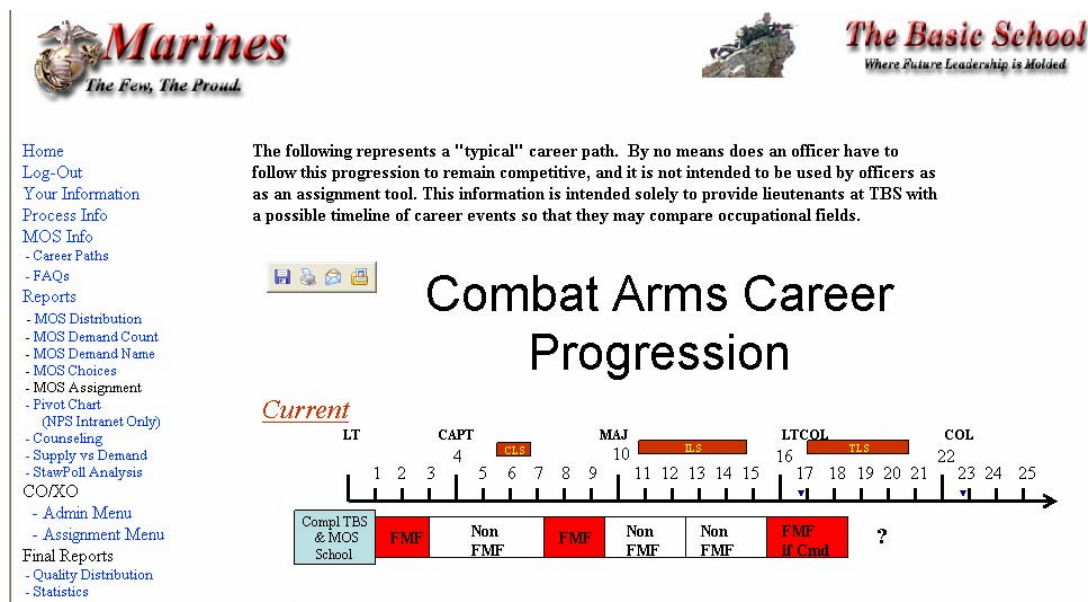 Marines
The Few, The Proud.
The Basic School
Where Future Leadership is Molded
Home
Log-Out
Your Information
Process Info
MOS Info
- Career Paths
- FAQs
Reports
- MOS Distribution
- MOS Demand Count
- MOS Demand Name
- MOS Choices
- MOS Assignment
- Pivot Chart
(NPS Intranet Only)
- Counseling
- Supply vs Demand
- StawPoll Analysis
CO/XO
- Admin Menu
- Assignment Menu
Final Reports
- Quality Distribution
- Statistics
The following represents a "typical" career path. By no means does an officer have to
follow this progression to remain competitive, and it is not intended to be used by officers as
as an assignment tool. This information is intended solely to provide lieutenants at TBS with
a possible timeline of career events so that they may compare occupational fields.
Combat Arms Career
Progression
Current
LT CAPT MAJ LTCOL COL
CLS ILS TLS
1 2 3 4 5 6 7 8 9 10 11 12 13 14 15 16 17 18 19 20 21 22 23 24 25
Compl TBS
& MOS
School
FMF
Non
FMF
FMF
Non
FMF
Non
FMF
FMF
if Cmd
?